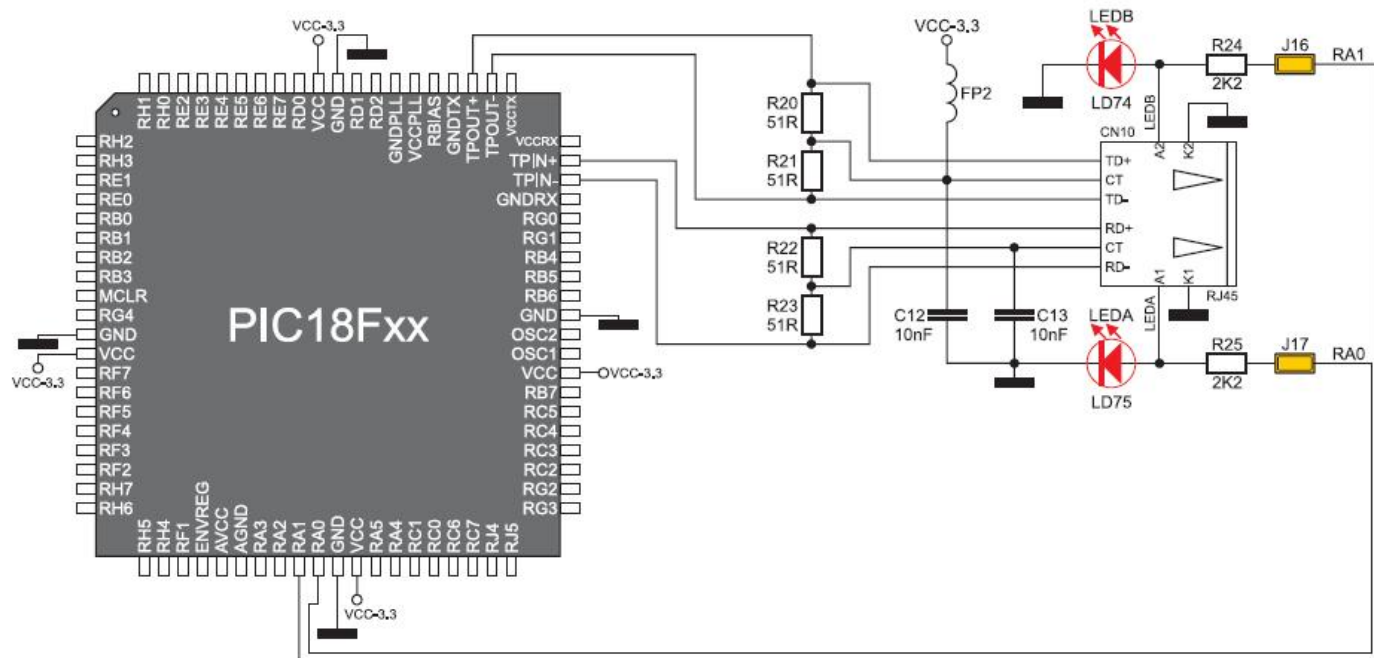 VCC-3.3
RH1
RH0
RE2
RE3
RE4
RE5
RE6
RE7
RD0
VCC
GND
RD1
RD2
GNDPLL
VCCPLL
RBIAS
GNDTX
TPOUT+
TPOUT-
VCCTX
RH2
RH3
RE1
RE0
RB0
RB1
RB2
RB3
MCLR
RG4
GND
VCC
RF7
RF6
RF5
RF4
RF3
RF2
RH7
RH6
VCC-3.3
PIC18Fxx
VCCRX
TPIN+
TPIN-
GNDRX
RG0
RG1
RB4
RB5
RB6
GND
OSC2
OSC1
VCC
RB7
RC5
RC4
RC3
RC2
RG2
RG3
VCC-3.3
RH5
RH4
RF1
ENVREG
AVCC
AGND
RA3
RA2
RA1
RA0
GND
VCC
RA5
RA4
RC1
RC0
RC6
RC7
RJ4
RJ5
VCC-3.3
R20
51R
R21
51R
R22
51R
R23
51R
VCC-3.3
FP2
C12
10nF
C13
10nF
LEDB
LD74
R24
2K2
J16
RA1
LEDB
CN10
A2
K2
TD+
CT
TD-
RD+
CT
RD-
A1
K1
RJ45
LEDA
LEDA
LD75
R25
2K2
J17
RA0